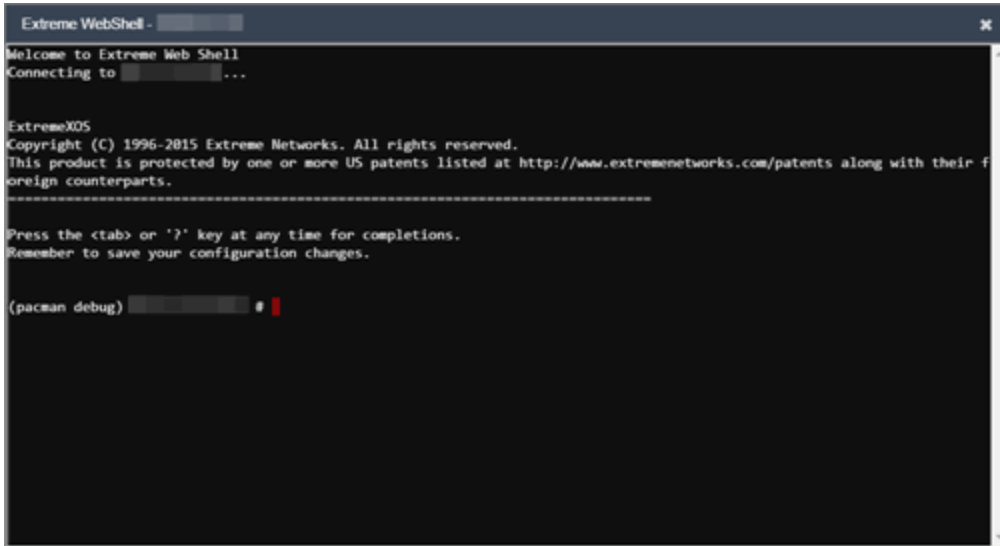 Extreme WebShell -
Welcome to Extreme Web Shell
Connecting to ...
ExtremeXOS
Copyright (C) 1996-2015 Extreme Networks. All rights reserved.
This product is protected by one or more US patents listed at http://www.extremenetworks.com/patents along with their f
oreign counterparts.
==============================================================================
Press the <tab> or '?' key at any time for completions.
Remember to save your configuration changes.
(pacman debug) #